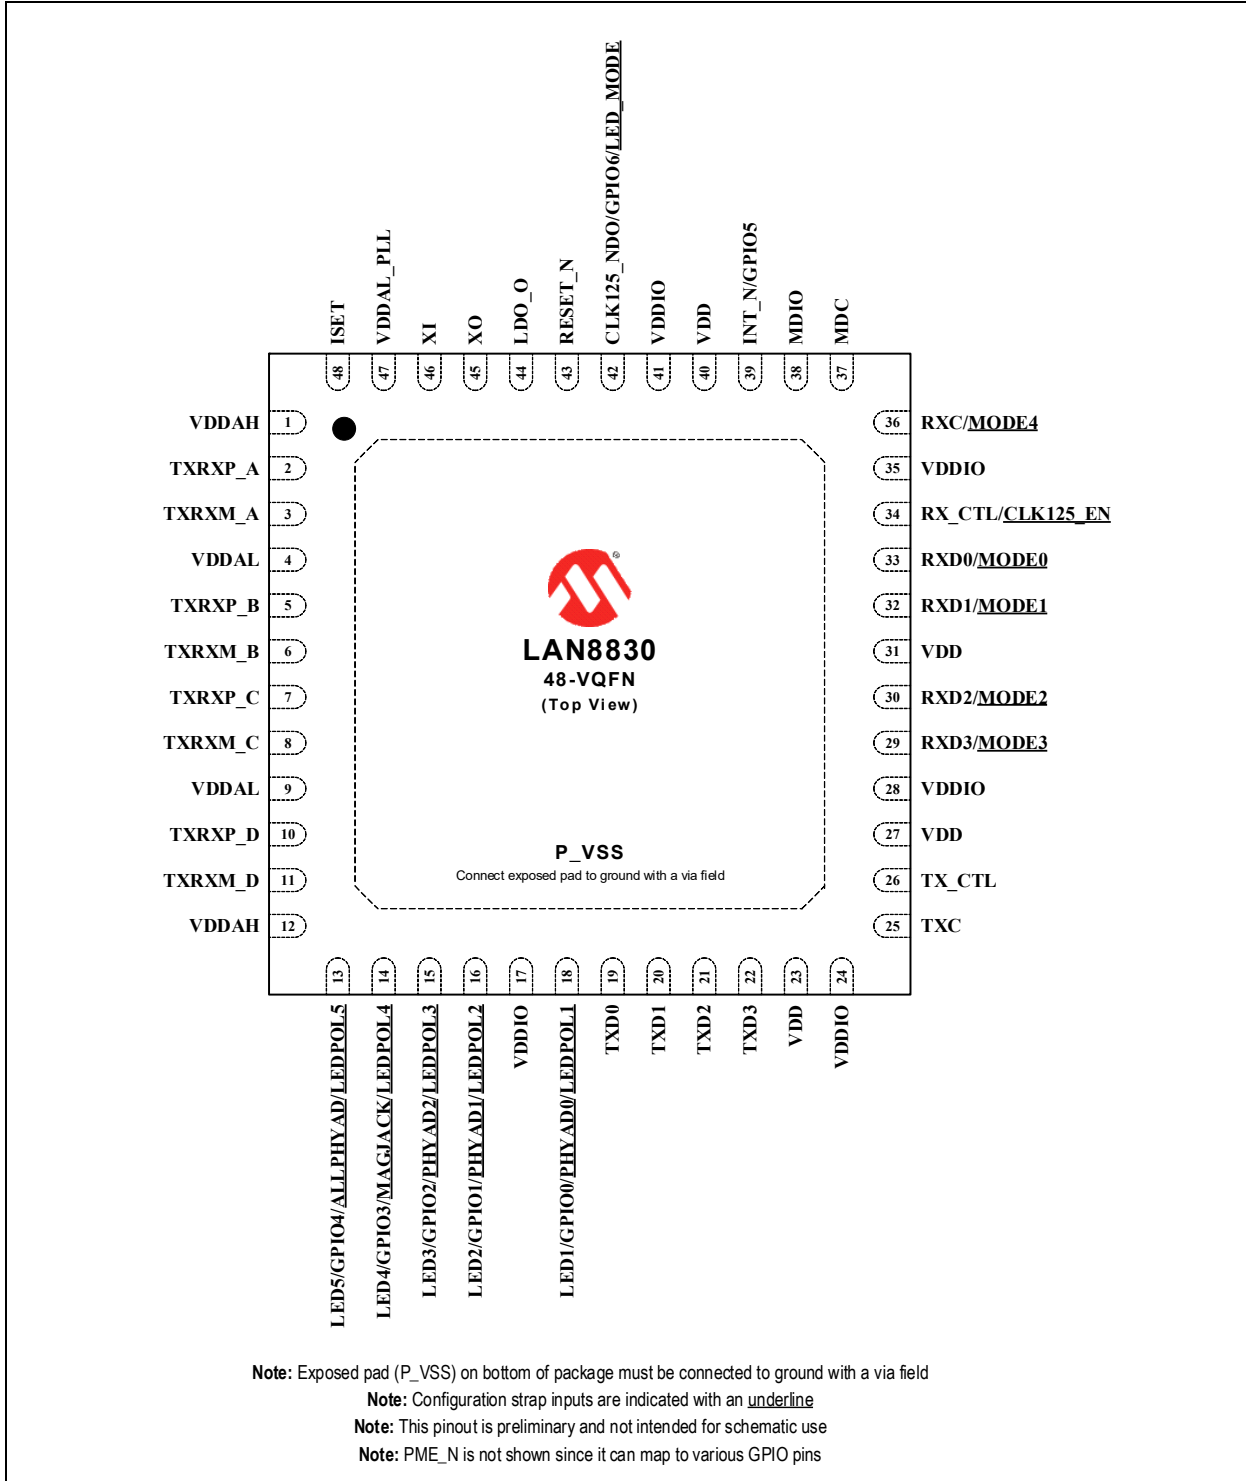 CLK125_NDO/GPIO6/LED_MODE
ISET
VDDAL_PLL
XI
XO
LDO_O
RESET_N
VDDIO
VDD
INT_N/GPIO5
MDIO
MDC
48
47
46
45
44
43
42
41
40
39
38
37
VDDAH 1
TXRXP_A 2
TXRXM_A 3
VDDAL 4
TXRXP_B 5
TXRXM_B 6
TXRXP_C 7
TXRXM_C 8
VDDAL 9
TXRXP_D 10
TXRXM_D 11
VDDAH 12
36 RXC/MODE4
35 VDDIO
34 RX_CTL/CLK125_EN
33 RXD0/MODE0
32 RXD1/MODE1
31 VDD
30 RXD2/MODE2
29 RXD3/MODE3
28 VDDIO
27 VDD
26 TX_CTL
25 TXC
®
LAN8830
48-VQFN
(Top View)
P_VSS
Connect exposed pad to ground with a via field
13
14
15
16
17
18
19
20
21
22
23
24
LED5/GPIO4/ALLPHYAD/LEDPOL5
LED4/GPIO3/MAGJACK/LEDPOL4
LED3/GPIO2/PHYAD2/LEDPOL3
LED2/GPIO1/PHYAD1/LEDPOL2
VDDIO
LED1/GPIO0/PHYAD0/LEDPOL1
TXD0
TXD1
TXD2
TXD3
VDD
VDDIO
Note: Exposed pad (P_VSS) on bottom of package must be connected to ground with a via field
Note: Configuration strap inputs are indicated with an underline
Note: This pinout is preliminary and not intended for schematic use
Note: PME_N is not shown since it can map to various GPIO pins